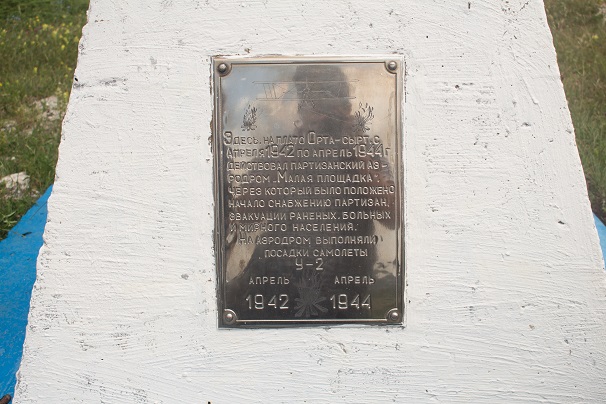 Здесь, на плато Орта-сырт, с
апреля 1942 по апрель 1944 г
действовал партизанский аэ-
родром „Малая площадка",
через который было положено
начало снабжению партизан,
эвакуации раненых, больных
и мирного населения.
На аэродром выполняли
посадки самолеты
У-2
апрель апрель
1942 1944